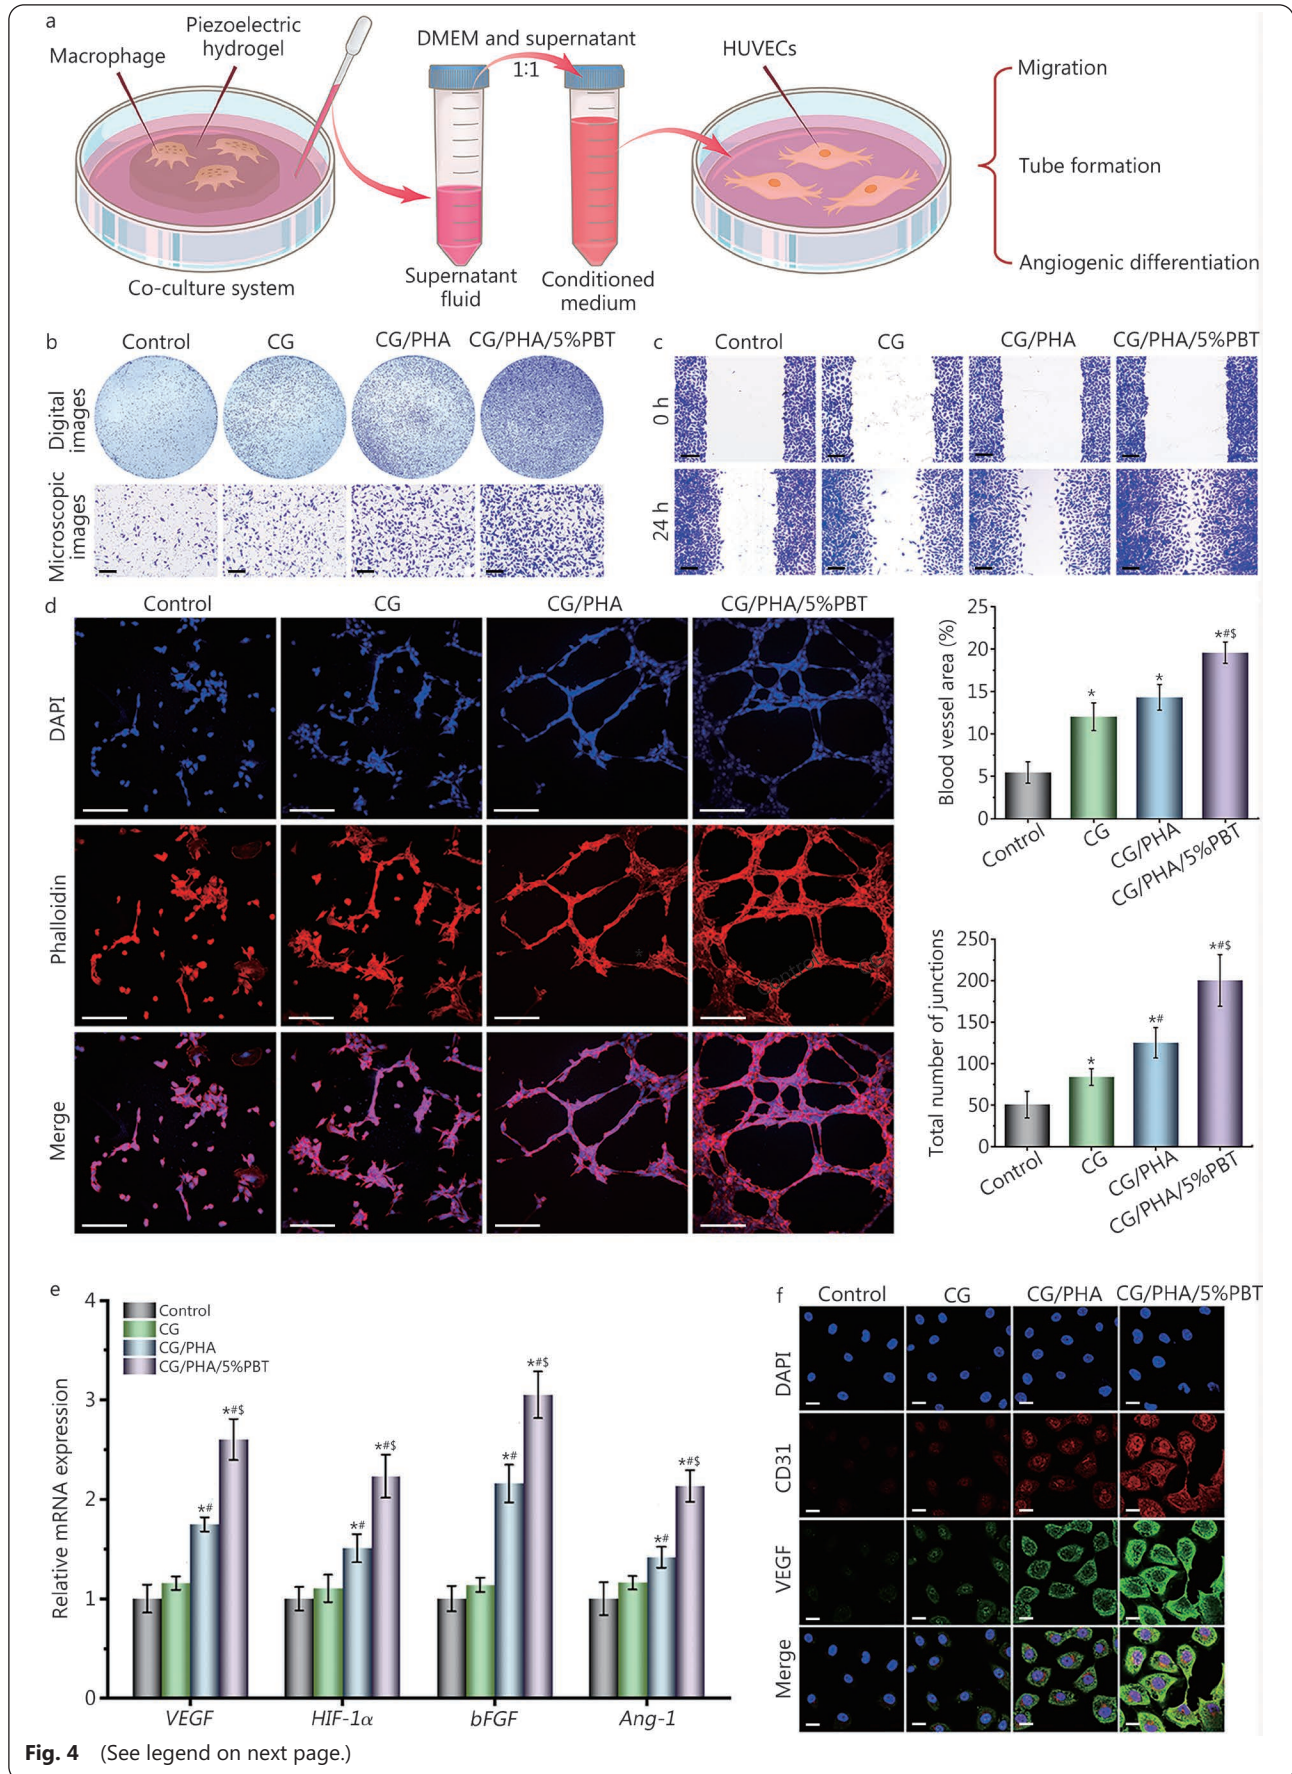 a
Piezoelectric
hydrogel
Macrophage
DMEM and supernatant
1:1
HUVECs
Migration
Tube formation
Angiogenic differentiation
Co-culture system
Supernatant
fluid
Conditioned
medium
b
Control CG CG/PHA CG/PHA/5%PBT
Digital
images
Microscopic
images
c
Control CG CG/PHA CG/PHA/5%PBT
0 h
24 h
d
Control CG CG/PHA CG/PHA/5%PBT
DAPI
Phalloidin
Merge
Blood vessel area (%)
25
20
15
10
5
0
*
*
*#$
Control CG CG/PHA CG/PHA/5%PBT
Total number of junctions
250
200
150
100
50
0
*
*#
*#$
Control CG CG/PHA CG/PHA/5%PBT
e
Relative mRNA expression
4
3
2
1
0
Control
CG
CG/PHA
CG/PHA/5%PBT
*# *#$
*# *#$
*# *#$
*# *#$
VEGF HIF-1α bFGF Ang-1
f
Control CG CG/PHA CG/PHA/5%PBT
DAPI
CD31
VEGF
Merge
Fig. 4 (See legend on next page.)